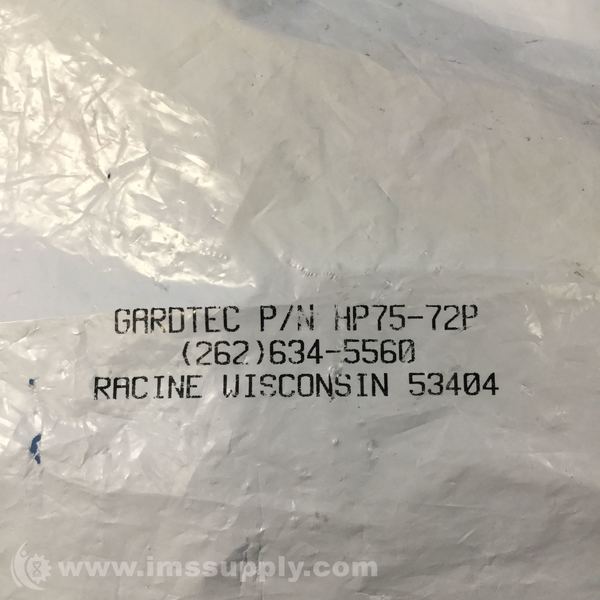 GARDTEC P/N HP75-72P
(262)634-5560
RACINE WISCONSIN 53404
www.imssupply.com